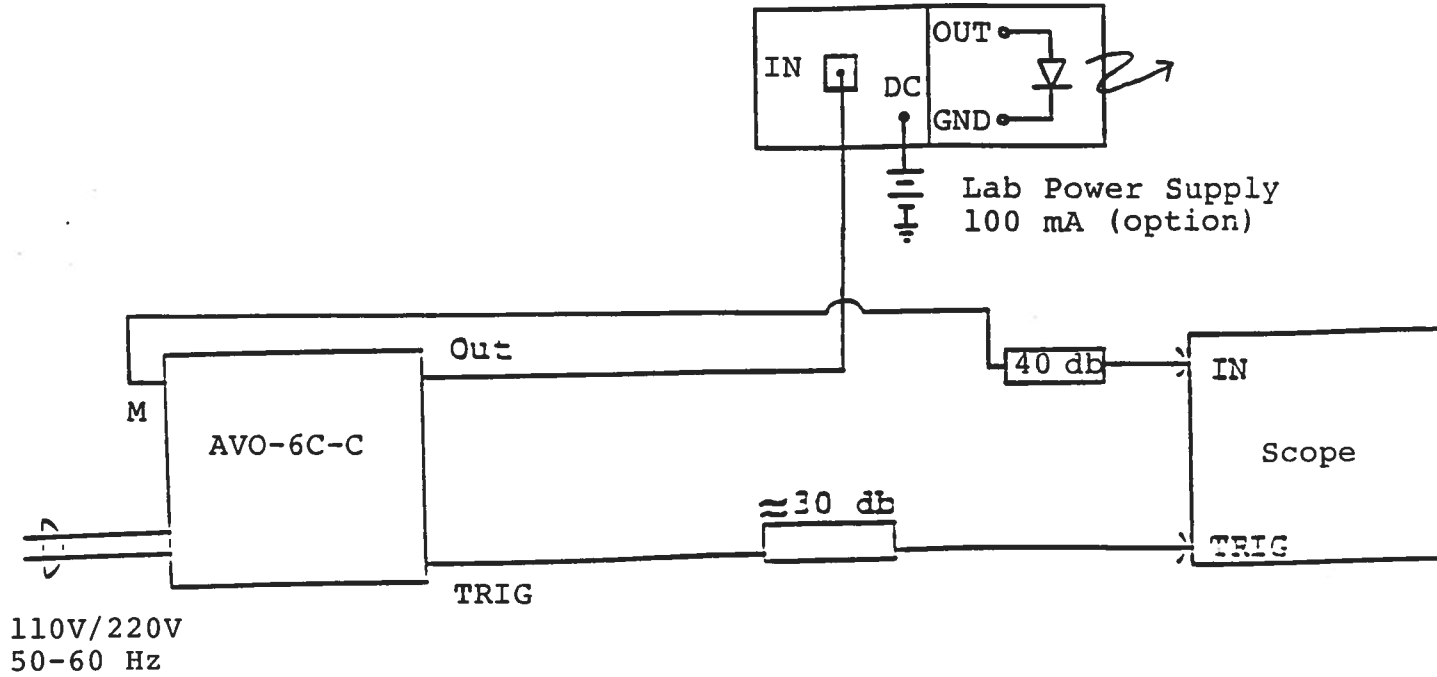 OUT
IN
DC
GND
Lab Power Supply
100 mA (option)
Out
40 db
IN
M
AVO-6C-C
Scope
≈30 db
TRIG
TRIG
110V/220V
50-60 Hz